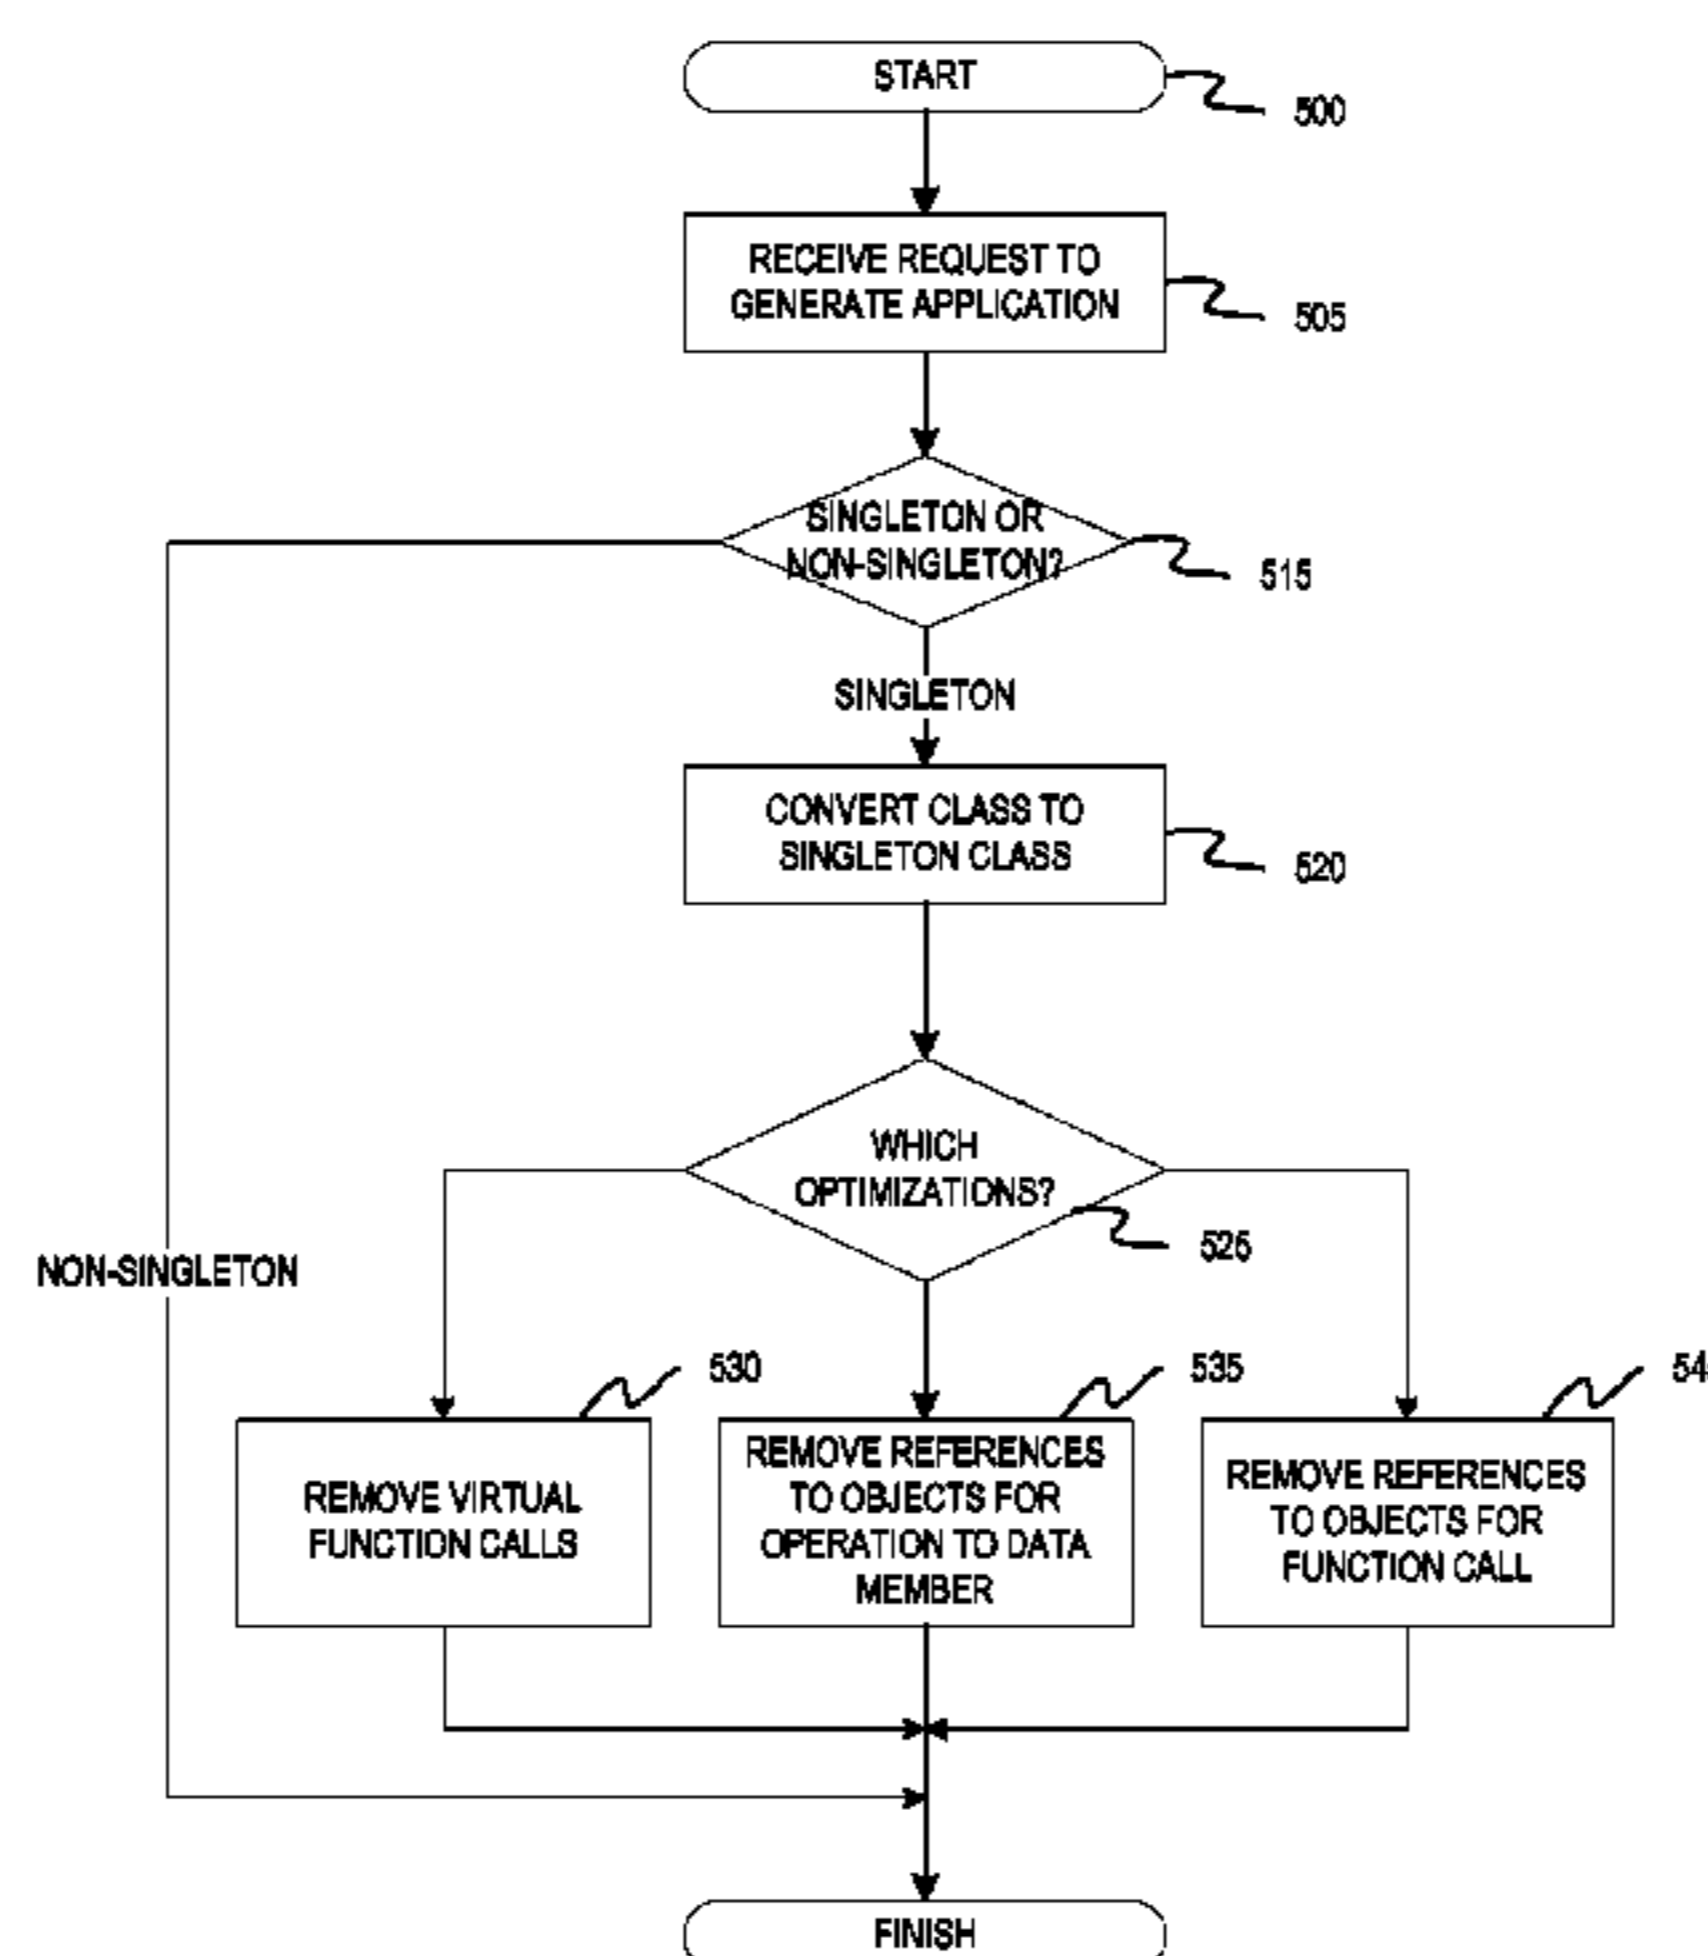 START
500
RECEIVE REQUEST TO
GENERATE APPLICATION
505
SINGLETON OR
NON-SINGLETON?
515
SINGLETON
CONVERT CLASS TO
SINGLETON CLASS
520
WHICH
OPTIMIZATIONS?
525
NON-SINGLETON
530
535
54
REMOVE VIRTUAL
FUNCTION CALLS
REMOVE REFERENCES
TO OBJECTS FOR
OPERATION TO DATA
MEMBER
REMOVE REFERENCES
TO OBJECTS FOR
FUNCTION CALL
FINISH